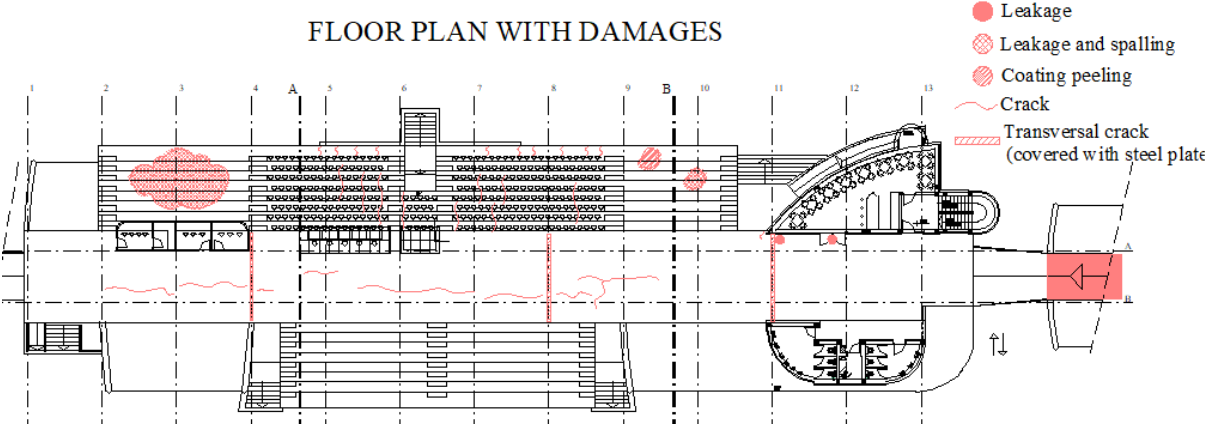 FLOOR PLAN WITH DAMAGES
Leakage
Leakage and spalling
Coating peeling
Crack
Transversal crack
(covered with steel plate
1 2 3 4 A 5 6 7 8 9 B 10 11 12 13
A
B